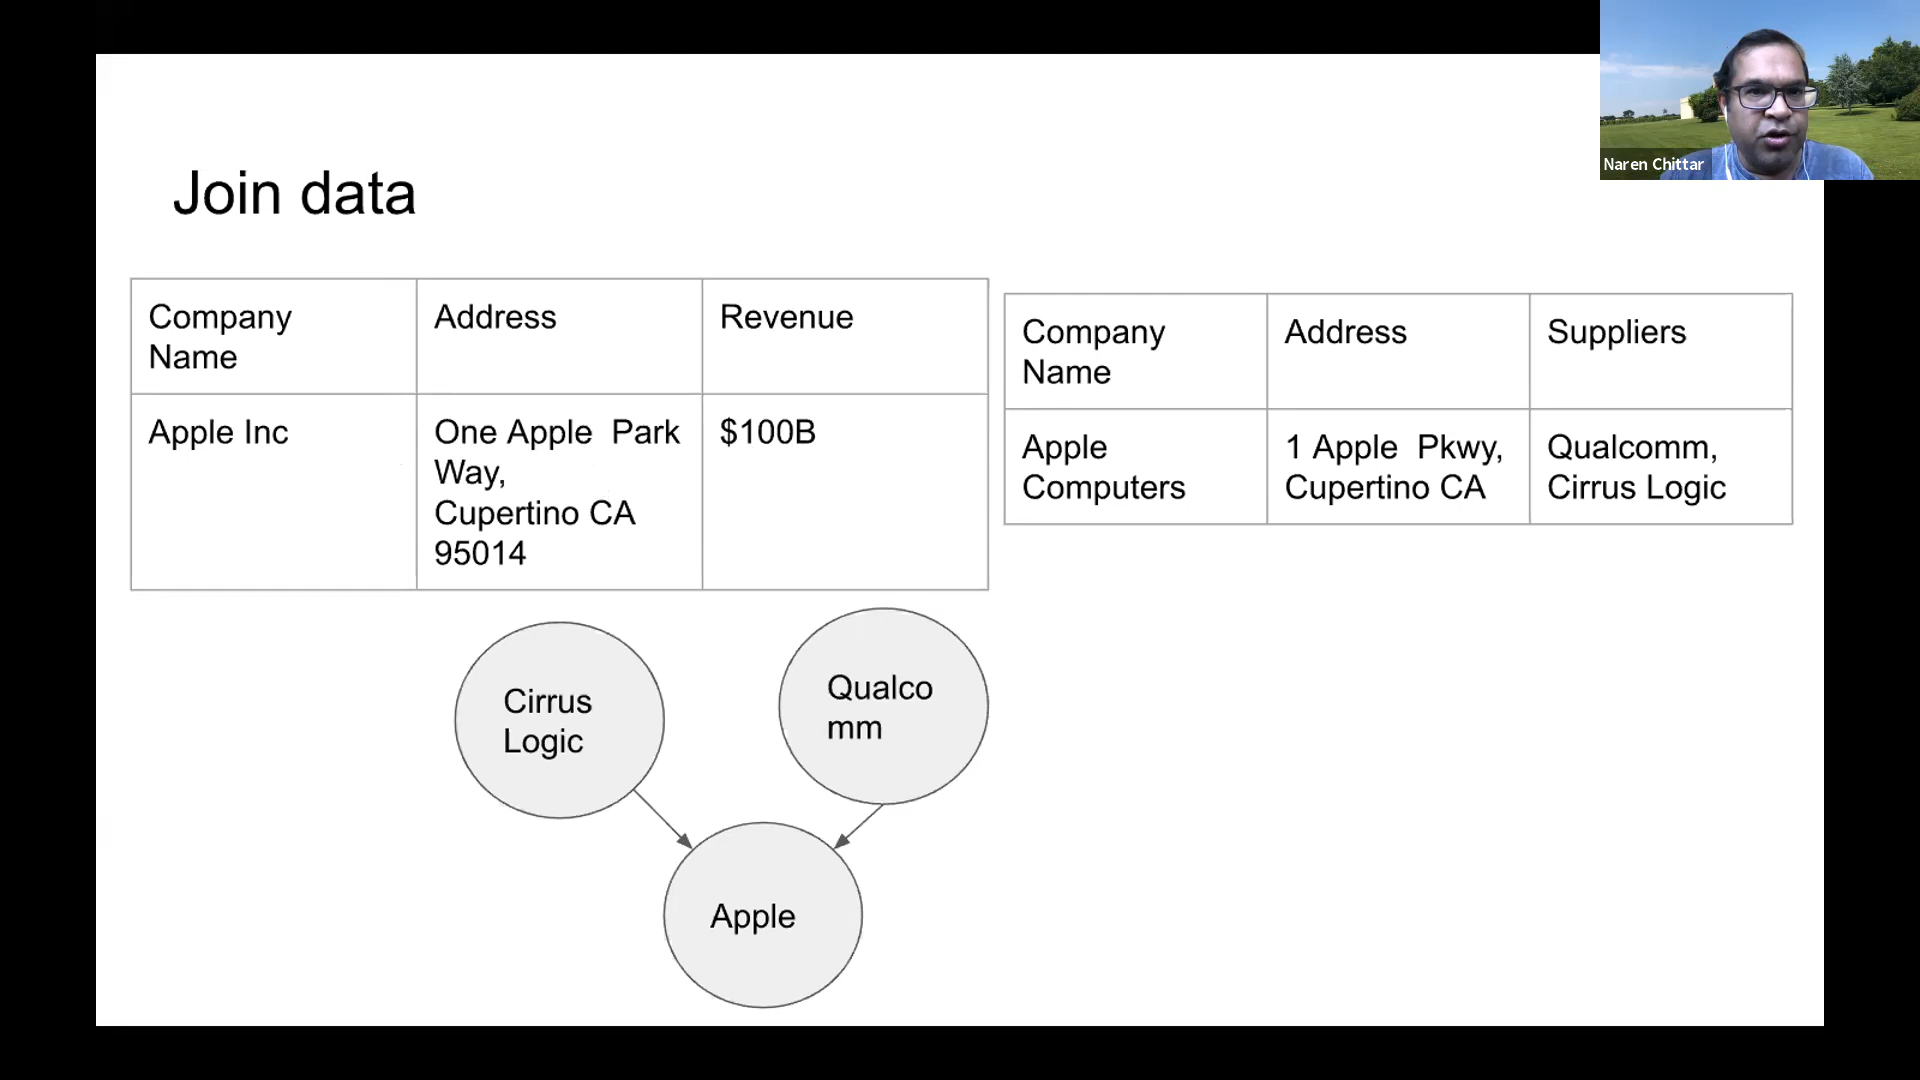 Naren Chittar
Join data
Company
Name
Address
Revenue
Apple Inc
One Apple  Park
Way,
Cupertino CA
95014
$100B
Company
Name
Address
Suppliers
Apple
Computers
1 Apple  Pkwy,
Cupertino CA
Qualcomm,
Cirrus Logic
Cirrus
Logic
Qualco
mm
Apple